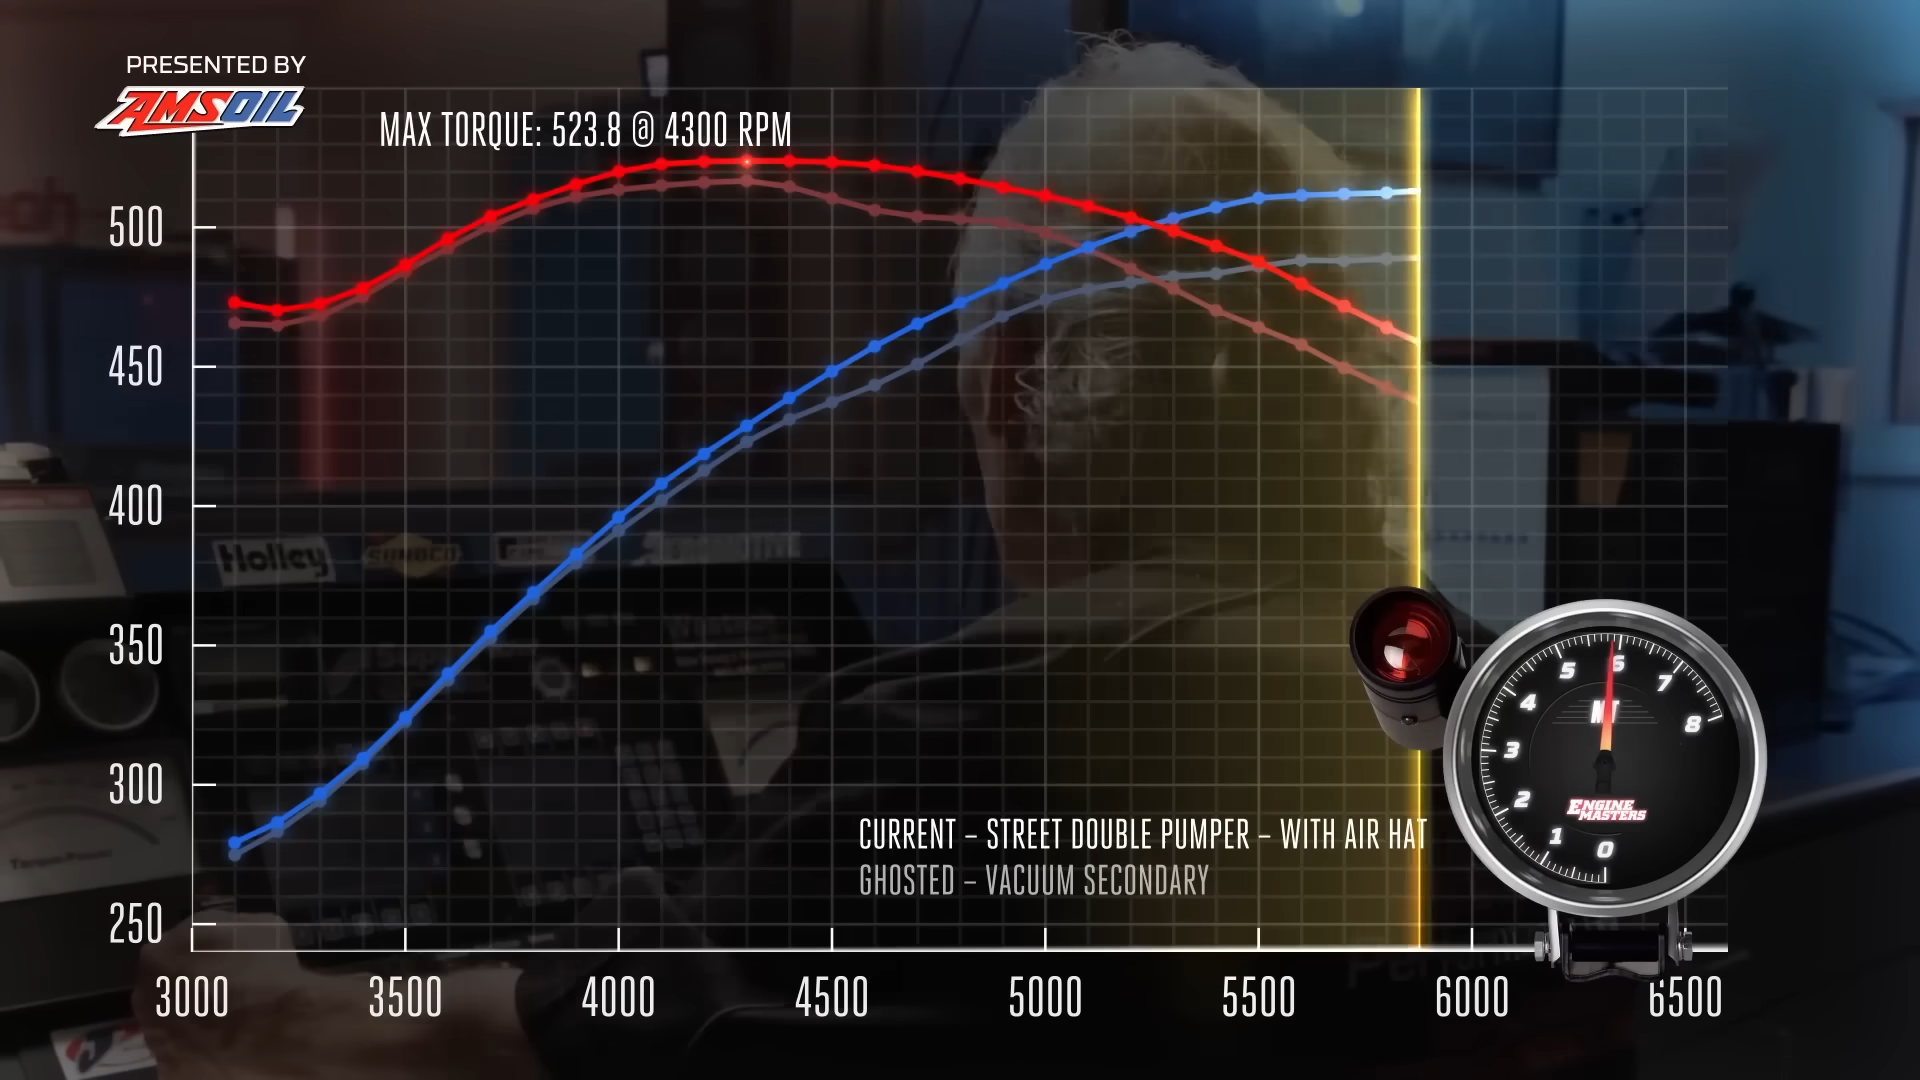 PRESENTED BY
AMSOIL
MAX TORQUE: 523.8 @ 4300 RPM
500
450
400
350
300
250
Holley
SUNOCO
CURRENT – STREET DOUBLE PUMPER – WITH AIR HAT
GHOSTED – VACUUM SECONDARY
0
1
2
3
4
5
6
7
8
MT
ENGINE
MASTERS
3000 3500 4000 4500 5000 5500 6000 6500